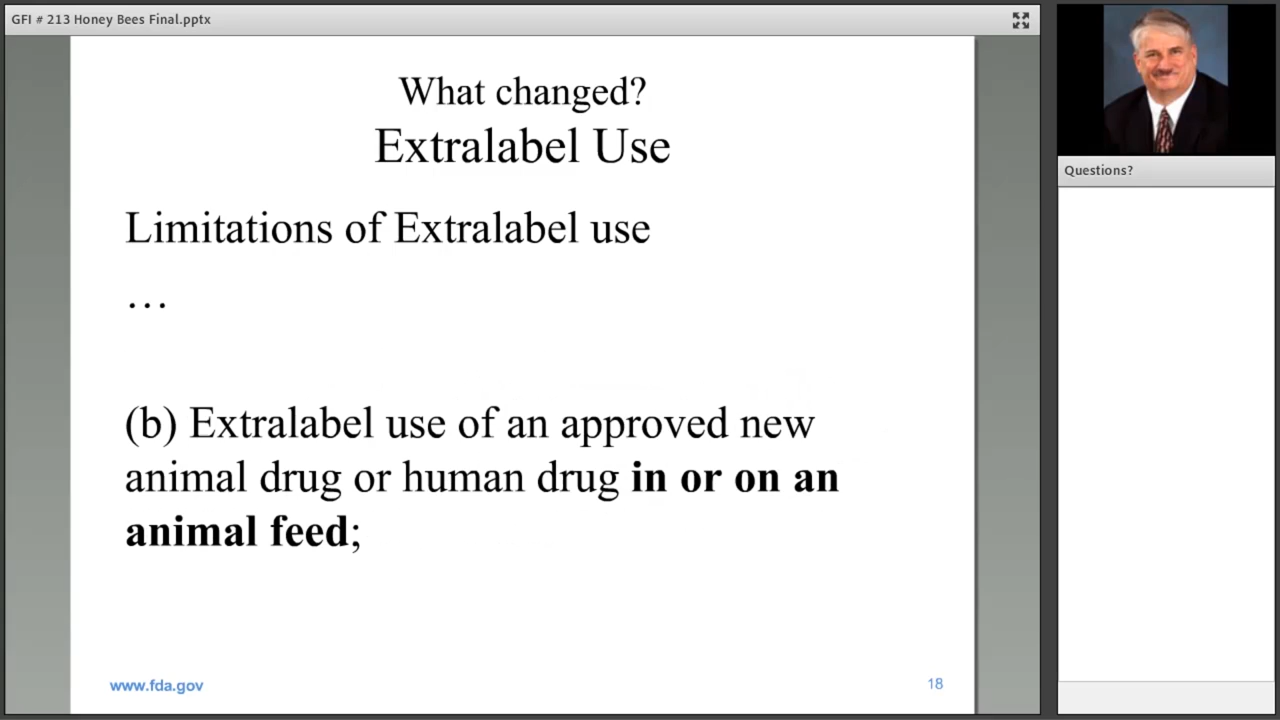 GFI # 213 Honey Bees Final.pptx
What changed?
Extralabel Use
Limitations of Extralabel use
…
(b) Extralabel use of an approved new
animal drug or human drug in or on an
animal feed;
www.fda.gov
18
Questions?